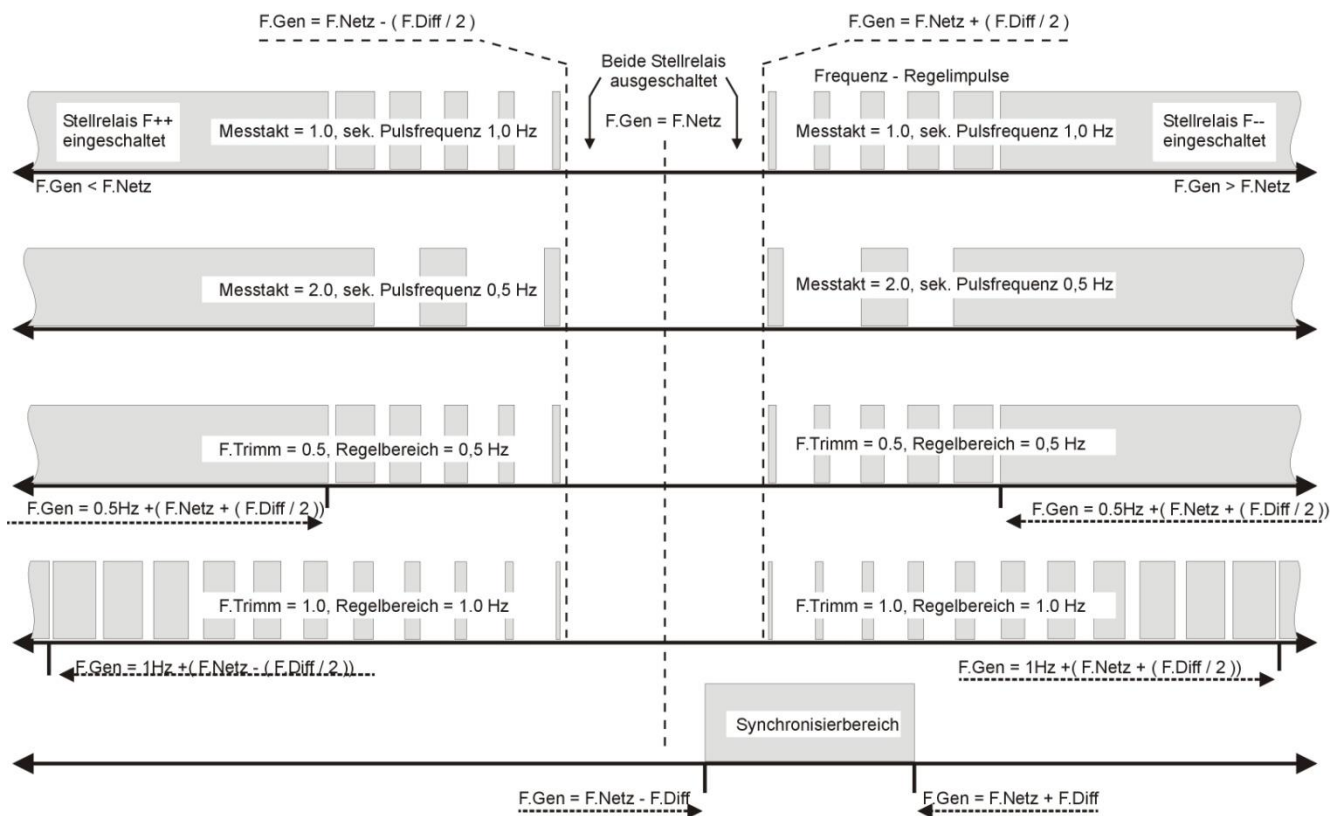 F.Gen = F.Netz - ( F.Diff / 2 )
F.Gen = F.Netz + ( F.Diff / 2 )
Beide Stellrelais
ausgeschaltet
Frequenz - Regelimpulse
Stellrelais F++
eingeschaltet
Messtakt = 1.0, sek. Pulsfrequenz 1,0 Hz
F.Gen = F.Netz
Messtakt = 1.0, sek. Pulsfrequenz 1,0 Hz
Stellrelais F--
eingeschaltet
F.Gen < F.Netz
F.Gen > F.Netz
Messtakt = 2.0, sek. Pulsfrequenz 0,5 Hz
Messtakt = 2.0, sek. Pulsfrequenz 0,5 Hz
F.Trimm = 0.5, Regelbereich = 0,5 Hz
F.Trimm = 0.5, Regelbereich = 0,5 Hz
F.Gen = 0.5Hz +( F.Netz + ( F.Diff / 2 ))
F.Gen = 0.5Hz +( F.Netz + ( F.Diff / 2 ))
F.Trimm = 1.0, Regelbereich = 1.0 Hz
F.Trimm = 1.0, Regelbereich = 1.0 Hz
F.Gen = 1Hz +( F.Netz - ( F.Diff / 2 ))
F.Gen = 1Hz +( F.Netz + ( F.Diff / 2 ))
Synchronisierbereich
F.Gen = F.Netz - F.Diff
F.Gen = F.Netz + F.Diff